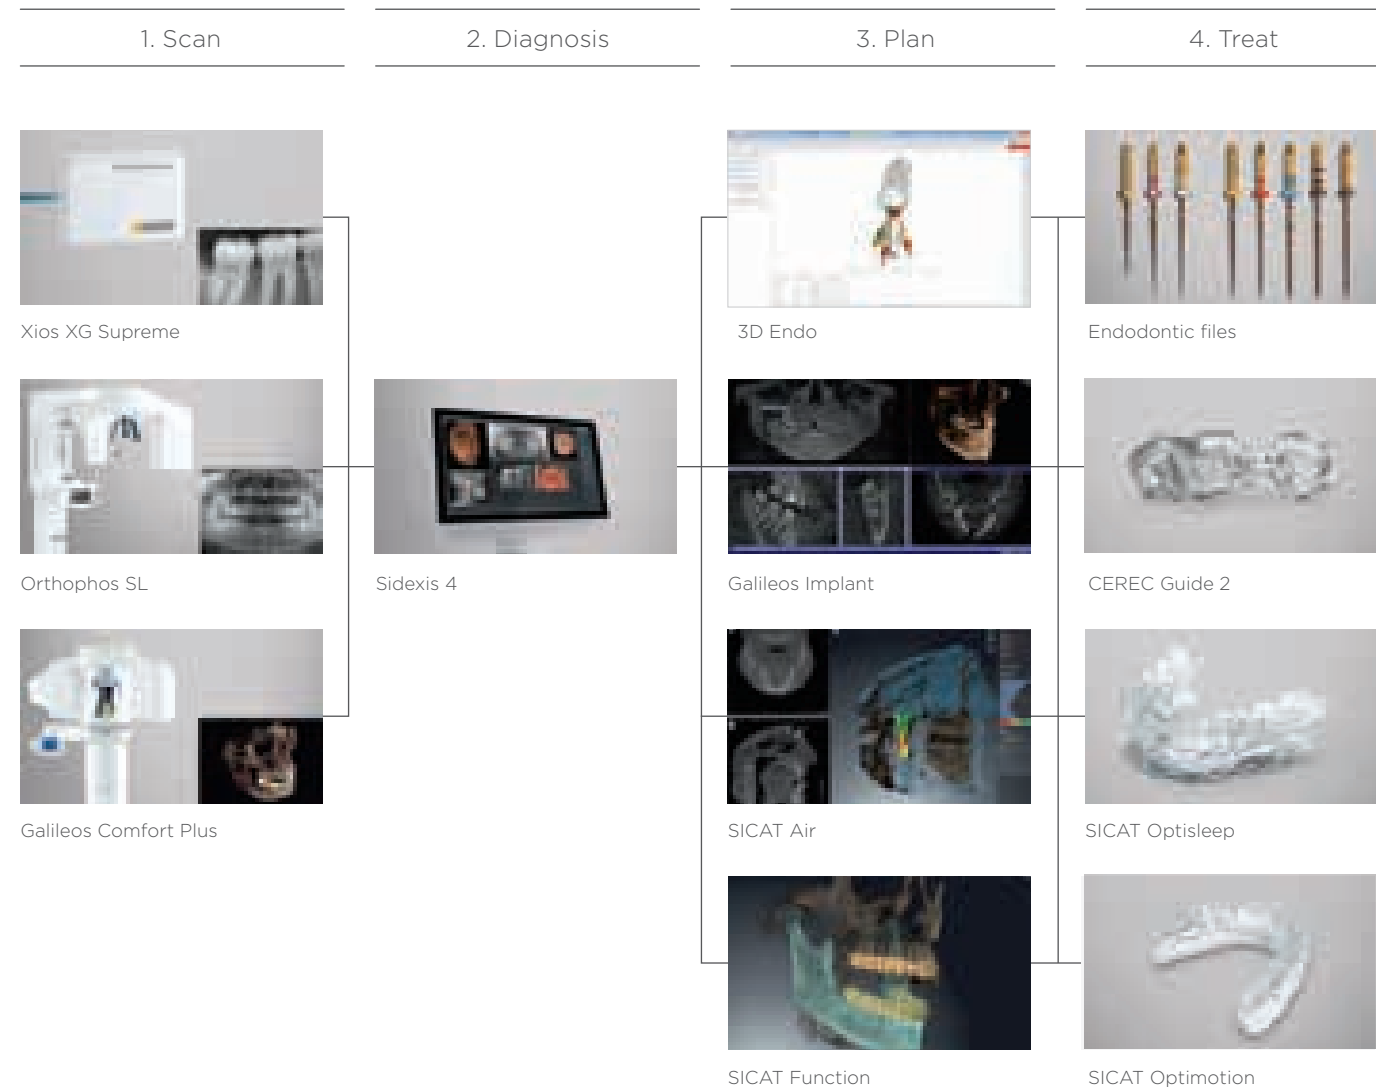 1. Scan
2. Diagnosis
3. Plan
4. Treat
Xios XG Supreme
3D Endo
Endodontic files
Orthophos SL
Sidexis 4
Galileos Implant
CEREC Guide 2
Galileos Comfort Plus
SICAT Air
SICAT Optisleep
SICAT Function
SICAT Optimotion